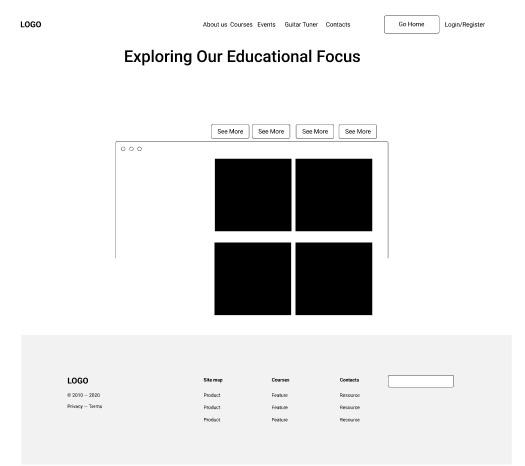 LOGO
About us Courses Events Guitar Tuner Contacts
Go Home
Login/Register
Exploring Our Educational Focus
See More See More See More See More
LOGO
Site map Courses Contacts
© 2010 — 2020
Product Feature Resource
Privacy — Terms
Product Feature Resource
Product Feature Resource